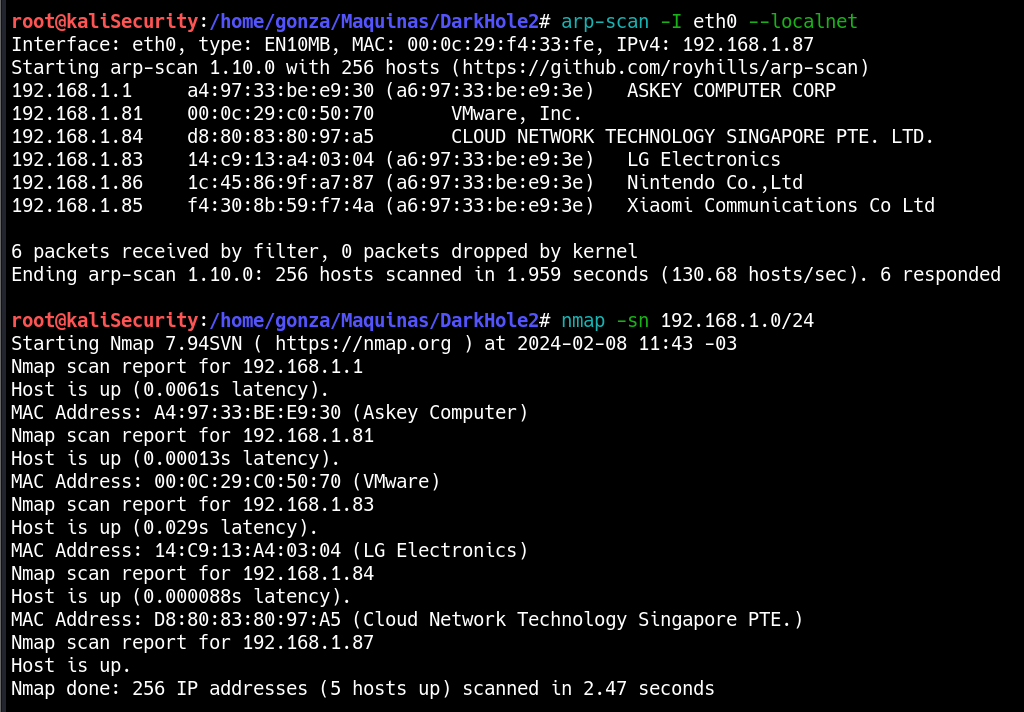 root@kaliSecurity:/home/gonza/Maquinas/DarkHole2# arp-scan -I eth0 --localnet
Interface: eth0, type: EN10MB, MAC: 00:0c:29:f4:33:fe, IPv4: 192.168.1.87
Starting arp-scan 1.10.0 with 256 hosts (https://github.com/royhills/arp-scan)
192.168.1.1     a4:97:33:be:e9:30 (a6:97:33:be:e9:3e)   ASKEY COMPUTER CORP
192.168.1.81    00:0c:29:c0:50:70       VMware, Inc.
192.168.1.84    d8:80:83:80:97:a5       CLOUD NETWORK TECHNOLOGY SINGAPORE PTE. LTD.
192.168.1.83    14:c9:13:a4:03:04 (a6:97:33:be:e9:3e)   LG Electronics
192.168.1.86    1c:45:86:9f:a7:87 (a6:97:33:be:e9:3e)   Nintendo Co.,Ltd
192.168.1.85    f4:30:8b:59:f7:4a (a6:97:33:be:e9:3e)   Xiaomi Communications Co Ltd

6 packets received by filter, 0 packets dropped by kernel
Ending arp-scan 1.10.0: 256 hosts scanned in 1.959 seconds (130.68 hosts/sec). 6 responded

root@kaliSecurity:/home/gonza/Maquinas/DarkHole2# nmap -sn 192.168.1.0/24
Starting Nmap 7.94SVN ( https://nmap.org ) at 2024-02-08 11:43 -03
Nmap scan report for 192.168.1.1
Host is up (0.0061s latency).
MAC Address: A4:97:33:BE:E9:30 (Askey Computer)
Nmap scan report for 192.168.1.81
Host is up (0.00013s latency).
MAC Address: 00:0C:29:C0:50:70 (VMware)
Nmap scan report for 192.168.1.83
Host is up (0.029s latency).
MAC Address: 14:C9:13:A4:03:04 (LG Electronics)
Nmap scan report for 192.168.1.84
Host is up (0.000088s latency).
MAC Address: D8:80:83:80:97:A5 (Cloud Network Technology Singapore PTE.)
Nmap scan report for 192.168.1.87
Host is up.
Nmap done: 256 IP addresses (5 hosts up) scanned in 2.47 seconds